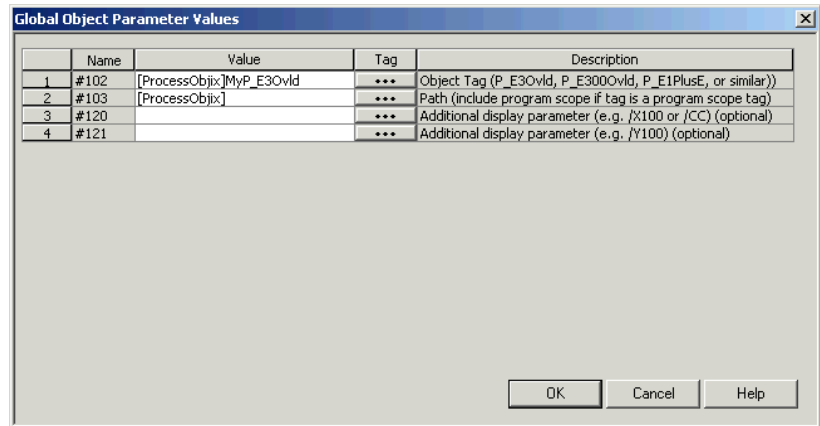 Global Object Parameter Values
Name Value Tag Description
1 #102 [ProcessObjix]MyP_E3Ovld ••• Object Tag (P_E3Ovld, P_E300Ovld, P_E1PlusE, or similar))
2 #103 [ProcessObjix] ••• Path (include program scope if tag is a program scope tag)
3 #120 ••• Additional display parameter (e.g. /X100 or /CC) (optional)
4 #121 ••• Additional display parameter (e.g. /Y100) (optional)
OK Cancel Help